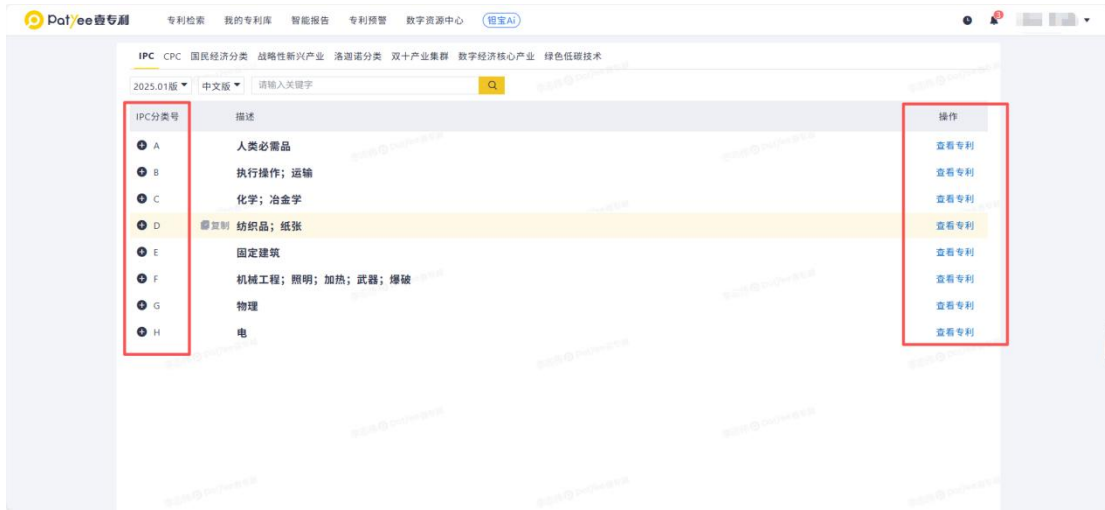 Patyee壹专利 专利检索 我的专利库 智能报告 专利预警 数字资源中心 钽宝Ai 3
IPC CPC 国民经济分类 战略性新兴产业 洛迦诺分类 双十产业集群 数字经济核心产业 绿色低碳技术
2025.01版 中文版 请输入关键字
IPC分类号 描述 操作
A 人类必需品 查看专利
B 执行操作；运输 查看专利
C 化学；冶金学 查看专利
D 复制 纺织品；纸张 查看专利
E 固定建筑 查看专利
F 机械工程；照明；加热；武器；爆破 查看专利
G 物理 查看专利
H 电 查看专利